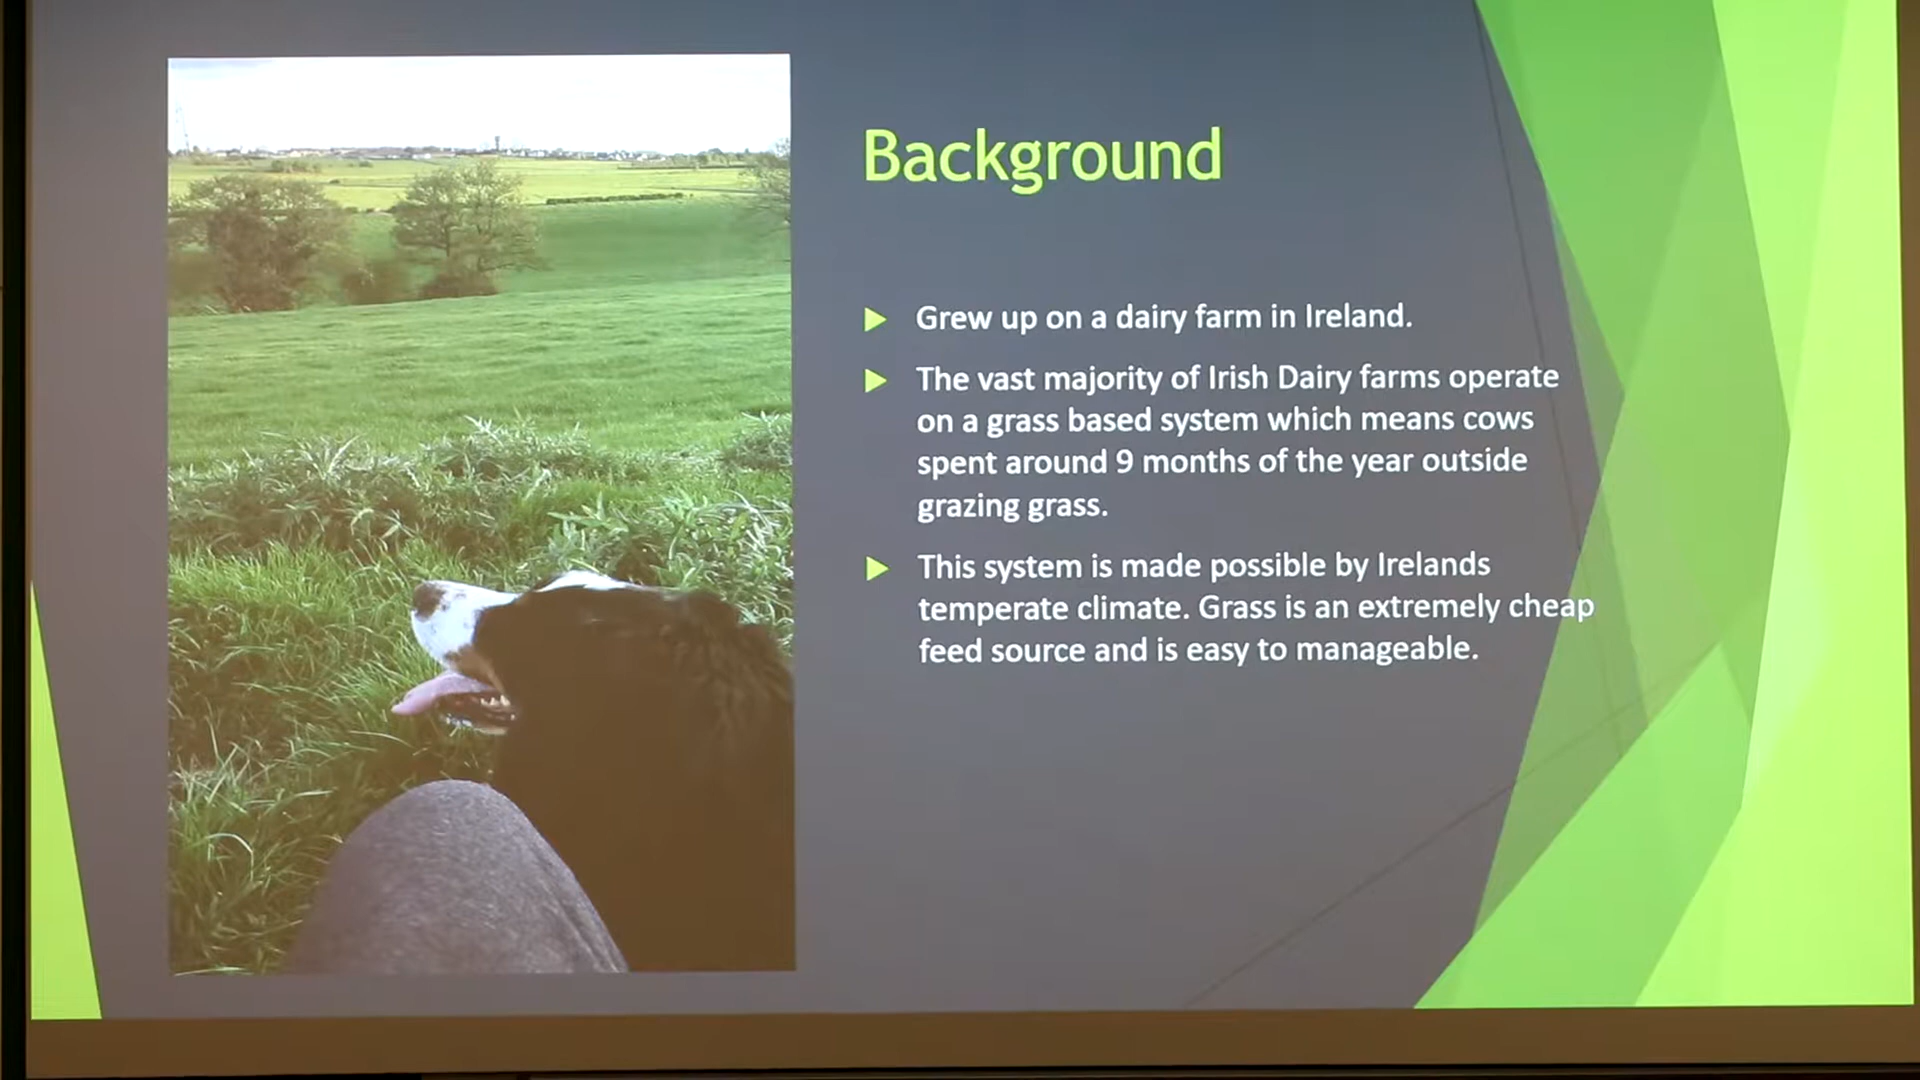 Background
Grew up on a dairy farm in Ireland.
The vast majority of Irish Dairy farms operate
on a grass based system which means cows
spent around 9 months of the year outside
grazing grass.
This system is made possible by Irelands
temperate climate. Grass is an extremely cheap
feed source and is easy to manageable.